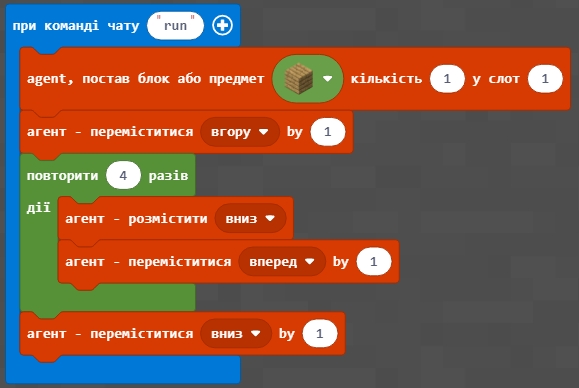 при команді чату "run"
agent, постав блок або предмет кількість 1 у слот 1
агент - переміститися вгору by 1
повторити 4 разів
дії
агент - розмістити вниз
агент - переміститися вперед by 1
агент - переміститися вниз by 1